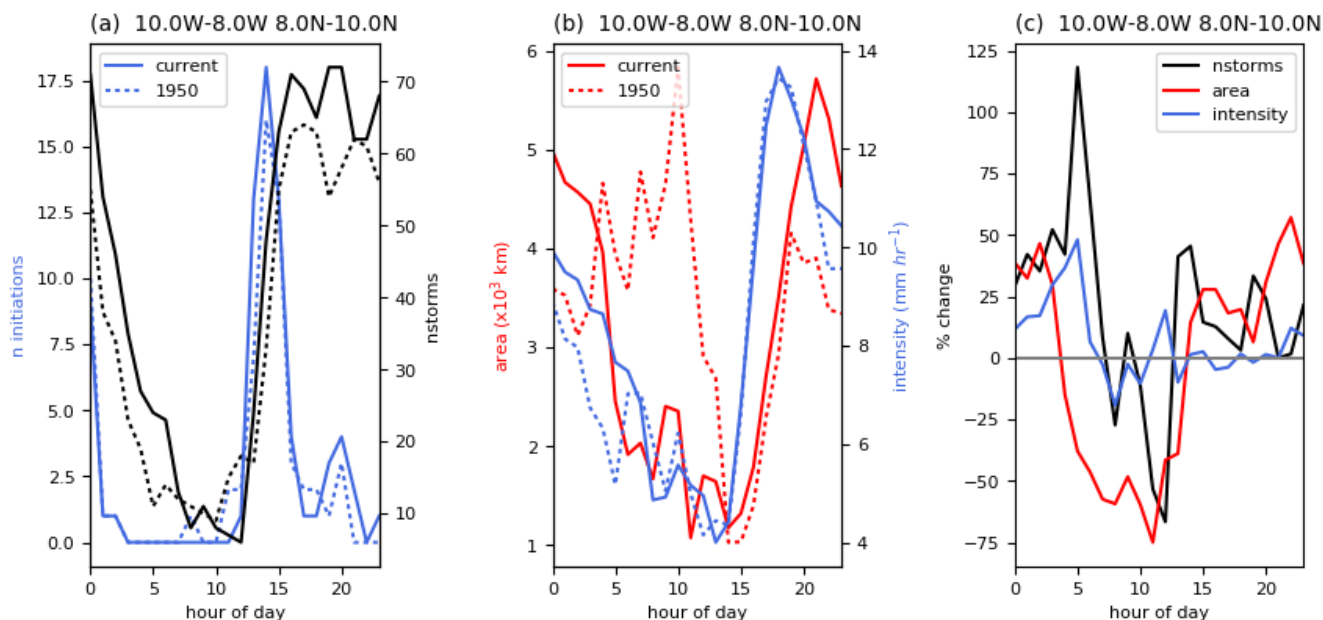 (a) 10.0W-8.0W 8.0N-10.0N
current
1950
n initiations
17.5
15.0
12.5
10.0
7.5
5.0
2.5
0.0
70
60
50
40
30
20
10
nstorms
0 5 10 15 20
hour of day
(b) 10.0W-8.0W 8.0N-10.0N
current
1950
area (x10³ km)
6
5
4
3
2
1
14
12
10
8
6
4
intensity (mm hr⁻¹)
0 5 10 15 20
hour of day
(c) 10.0W-8.0W 8.0N-10.0N
nstorms
area
intensity
% change
125
100
75
50
25
0
−25
−50
−75
0 5 10 15 20
hour of day